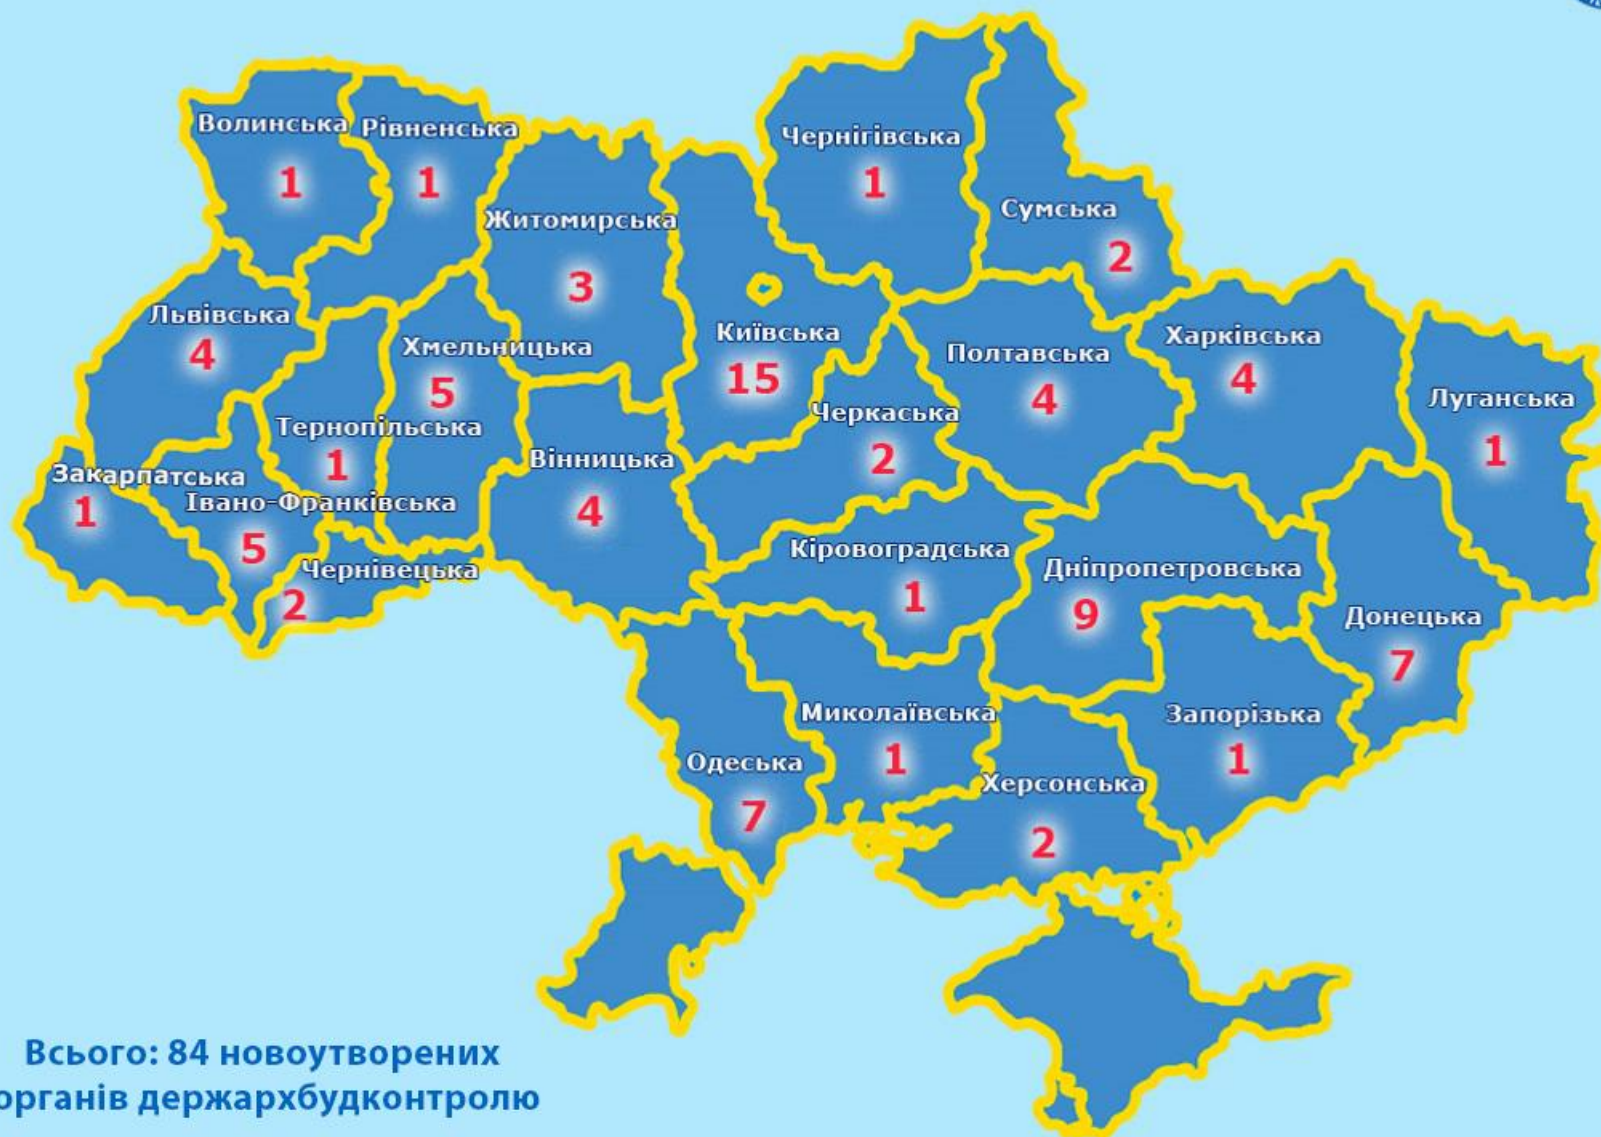 Волинська
1
Рівненська
1
Чернігівська
1
Сумська
2
Житомирська
3
Київська
15
Львівська
4
Хмельницька
5
Полтавська
4
Харківська
4
Луганська
1
Тернопільська
1
Черкаська
2
Вінницька
4
Закарпатська
1
Івано-Франківська
5
Чернівецька
2
Кіровоградська
1
Дніпропетровська
9
Донецька
7
Миколаївська
1
Запорізька
1
Одеська
7
Херсонська
2
Всього: 84 новоутворених
органів держархбудконтролю